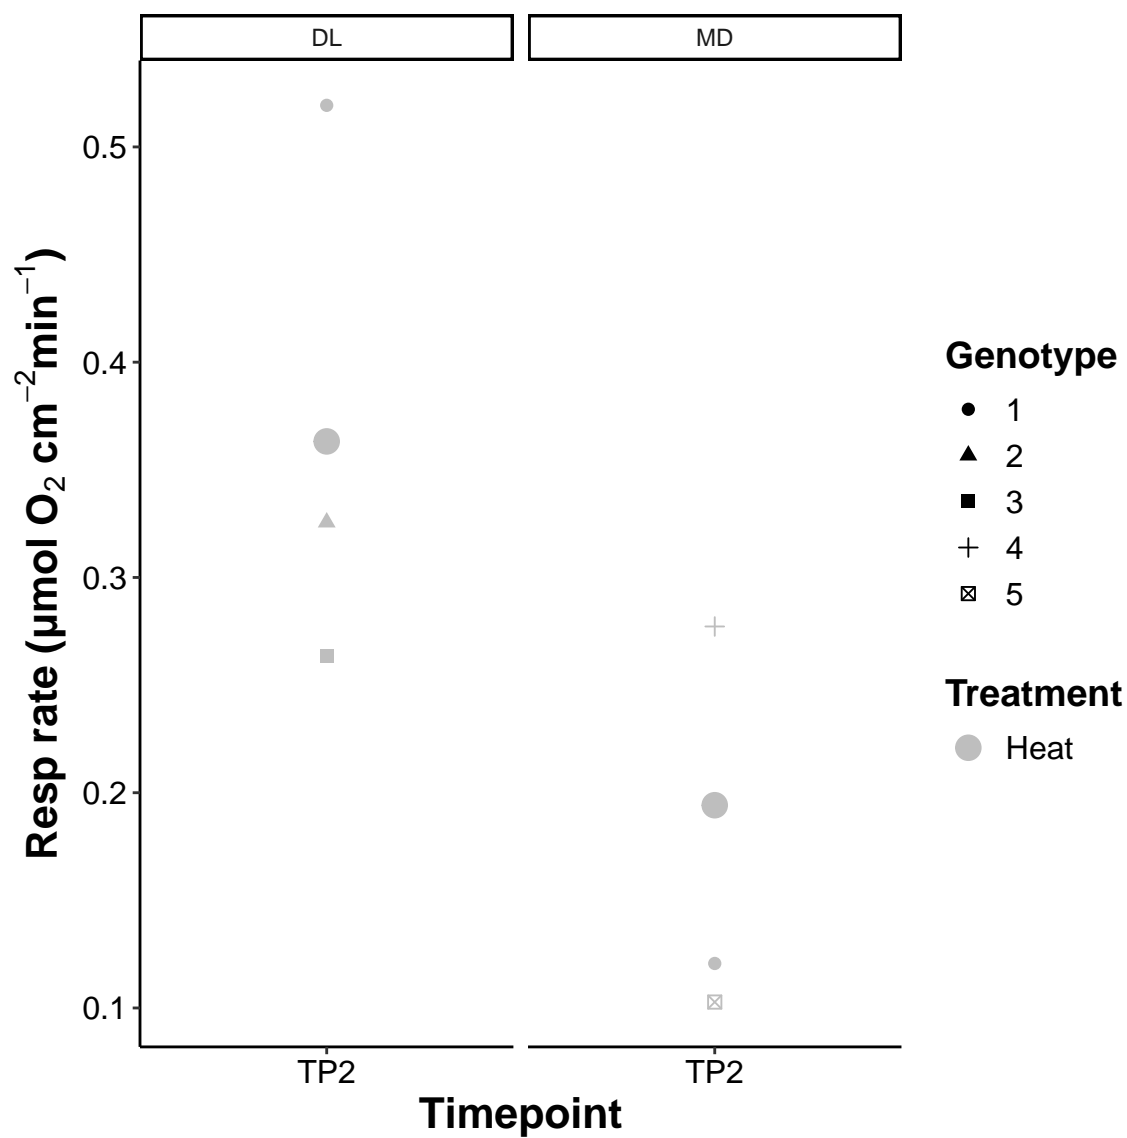 DL
MD
0.5
0.4
0.3
0.2
0.1
Resp rate (μmol O₂ cm⁻²min⁻¹)
TP2
TP2
Timepoint
Genotype
1
2
3
4
5
Treatment
Heat